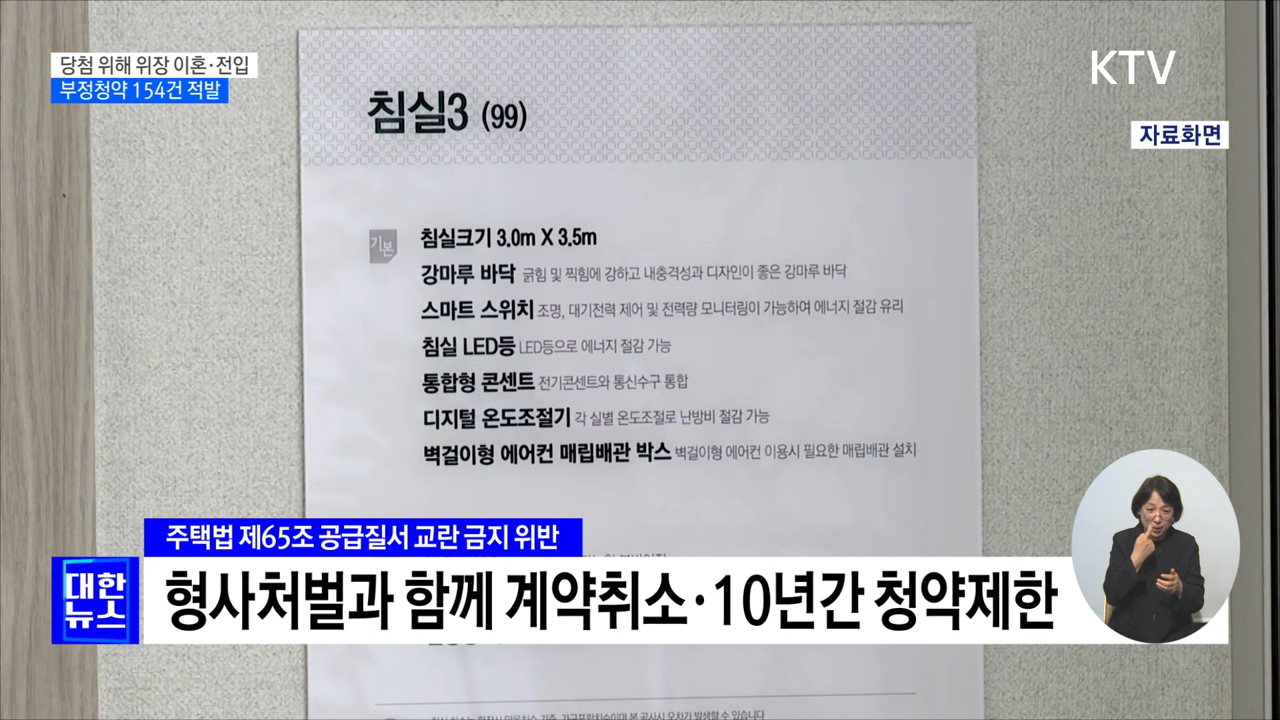 당첨 위해 위장 이혼·전입
부정청약 154건 적발
KTV
자료화면
침실3 (99)
기본
침실크기 3.0m X 3.5m
강마루 바닥 긁힘 및 찍힘에 강하고 내충격성과 디자인이 좋은 강마루 바닥
스마트 스위치 조명, 대기전력 제어 및 전력량 모니터링이 가능하여 에너지 절감 유리
침실 LED등 LED등으로 에너지 절감 가능
통합형 콘센트 전기콘센트와 통신수구 통합
디지털 온도조절기 각 실별 온도조절로 난방비 절감 가능
벽걸이형 에어컨 매립배관 박스 벽걸이형 에어컨 이용시 필요한 매립배관 설치
주택법 제65조 공급질서 교란 금지 위반
대한
뉴스
형사처벌과 함께 계약취소·10년간 청약제한
오차가 발생할 수 있습니다